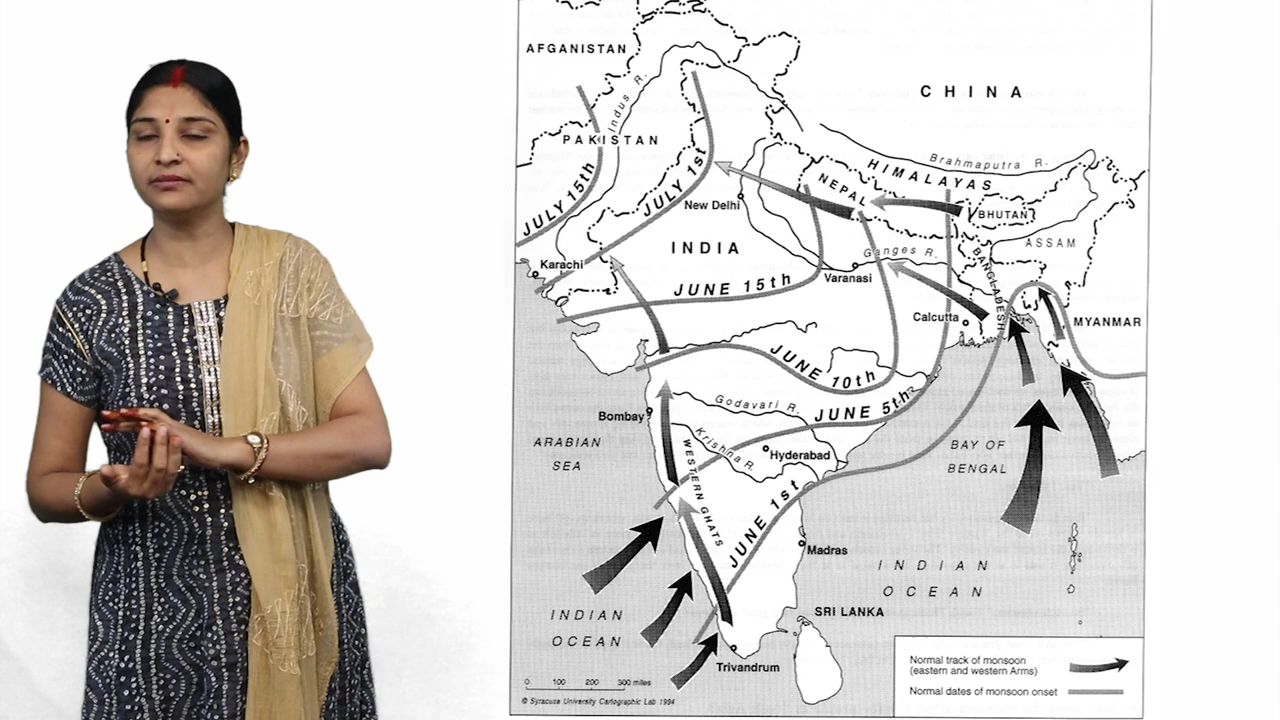 AFGANISTAN
CHINA
Indus R.
PAKISTAN
Brahmaputra R.
HIMALAYAS
NEPAL
JULY 1st
JULY 15th
New Delhi
BHUTAN
INDIA
ASSAM
Ganges R.
BANGLADESH
Karachi
Varanasi
JUNE 15th
Calcutta
MYANMAR
JUNE 10th
Godavari R.
JUNE 5th
Bombay
ARABIAN
SEA
Krishna R.
WESTERN GHATS
Hyderabad
BAY OF
BENGAL
JUNE 1st
Madras
INDIAN
OCEAN
INDIAN
OCEAN
SRI LANKA
Trivandrum
Normal track of monsoon
(eastern and western Arms)
Normal dates of monsoon onset
0 100 200 300 miles
© Syracuse University Cartographic Lab 1994